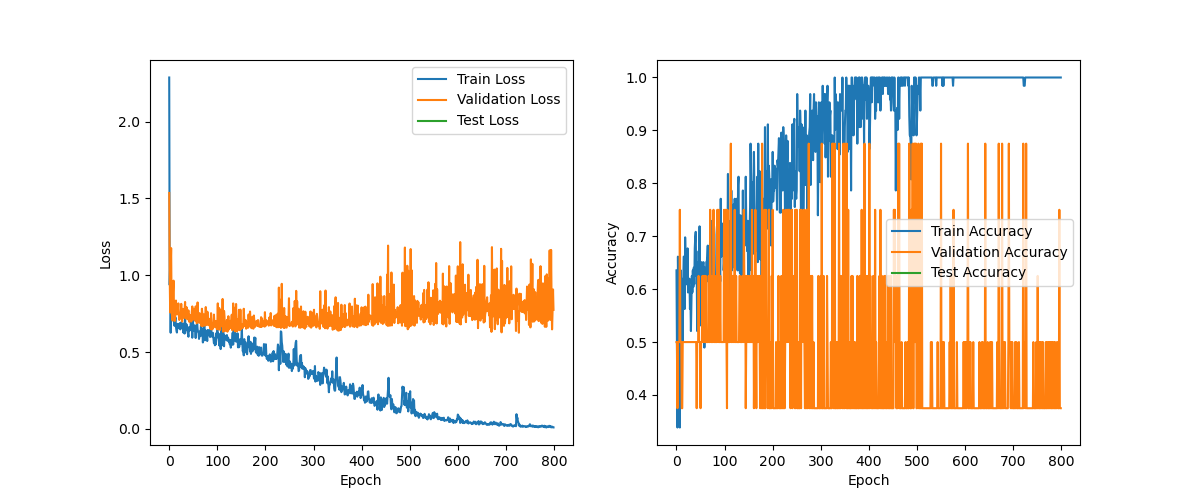 Train Loss
Validation Loss
Test Loss
2.0
1.5
1.0
0.5
0.0
Loss
0 100 200 300 400 500 600 700 800
Epoch
1.0
0.9
0.8
0.7
0.6
0.5
0.4
Accuracy
Train Accuracy
Validation Accuracy
Test Accuracy
0 100 200 300 400 500 600 700 800
Epoch